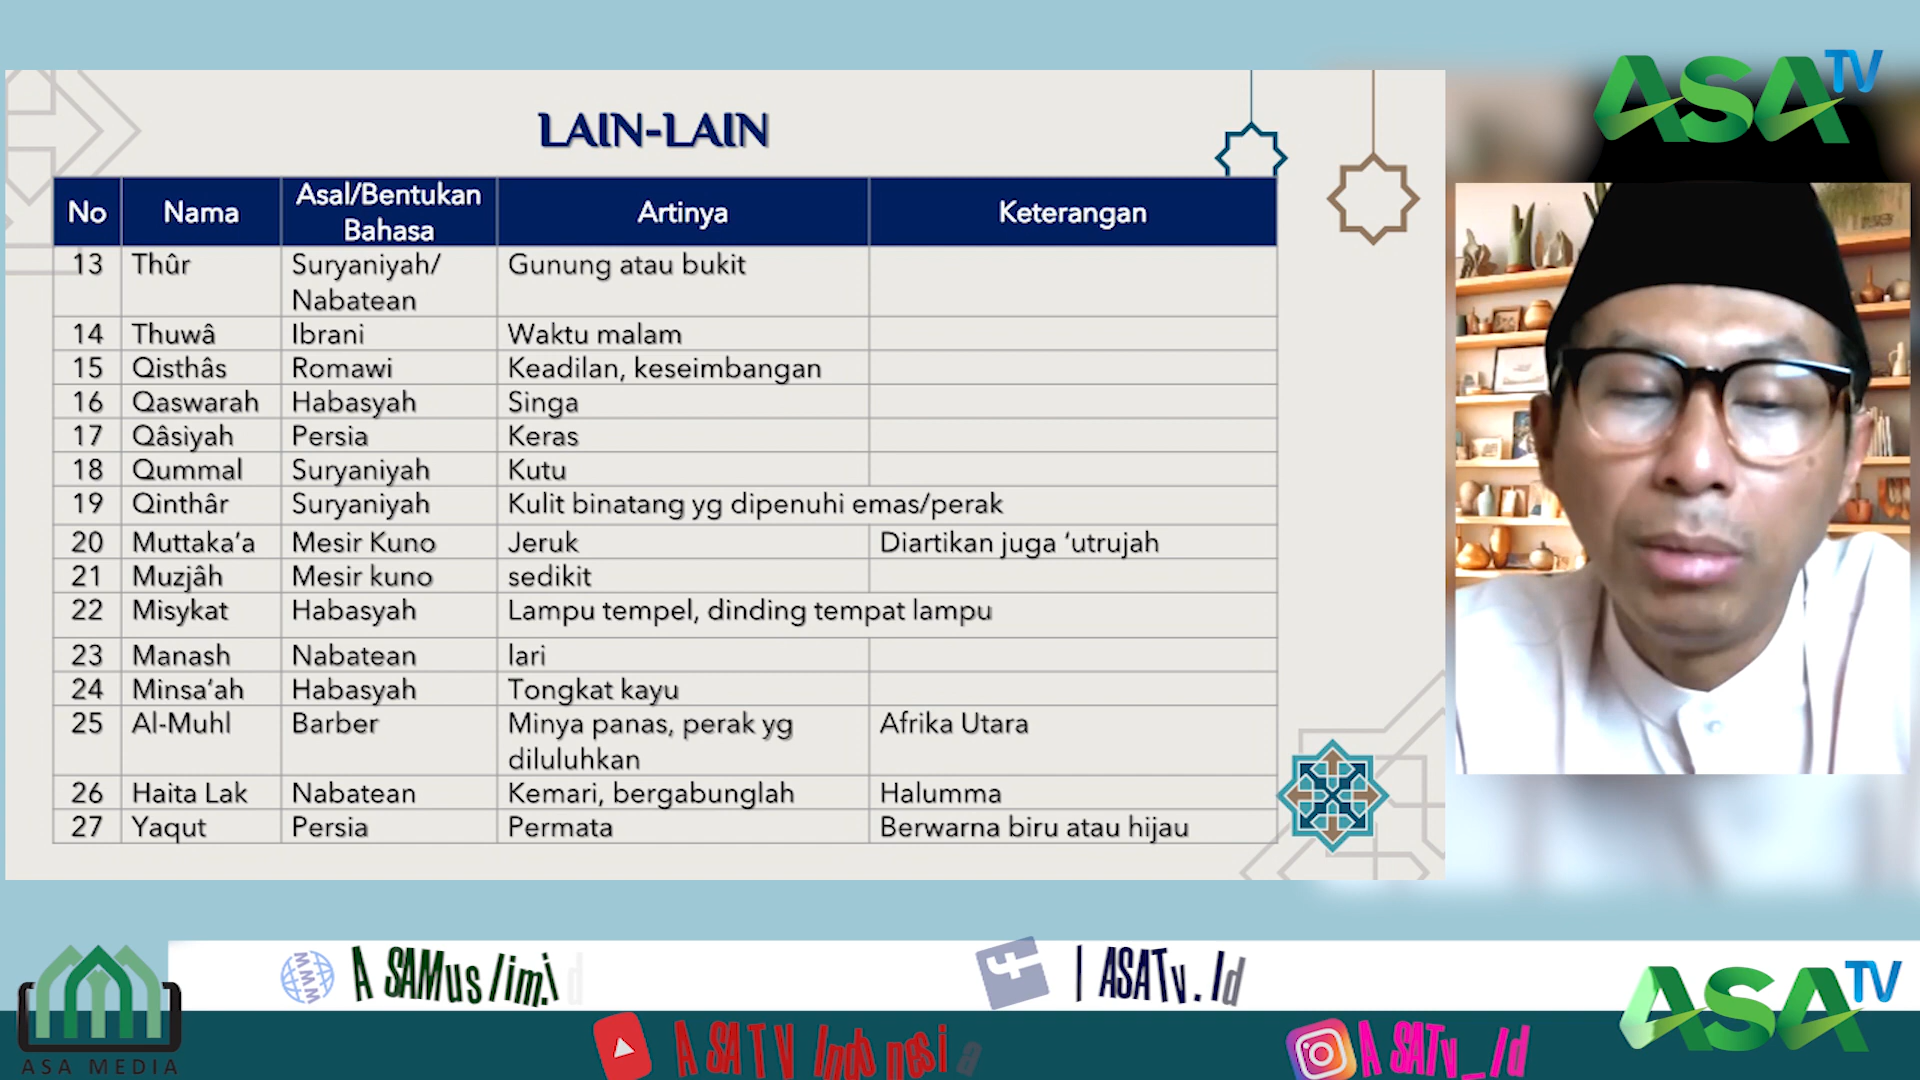 ASA TV
LAIN-LAIN
No Nama Asal/Bentukan Bahasa Artinya Keterangan
13 Thûr Suryaniyah/ Nabatean Gunung atau bukit
14 Thuwâ Ibrani Waktu malam
15 Qisthâs Romawi Keadilan, keseimbangan
16 Qaswarah Habasyah Singa
17 Qâsiyah Persia Keras
18 Qummal Suryaniyah Kutu
19 Qinthâr Suryaniyah Kulit binatang yg dipenuhi emas/perak
20 Muttaka‘a Mesir Kuno Jeruk Diartikan juga ‘utrujah
21 Muzjâh Mesir kuno sedikit
22 Misykat Habasyah Lampu tempel, dinding tempat lampu
23 Manash Nabatean lari
24 Minsa‘ah Habasyah Tongkat kayu
25 Al-Muhl Barber Minya panas, perak yg diluluhkan Afrika Utara
26 Haita Lak Nabatean Kemari, bergabunglah Halumma
27 Yaqut Persia Permata Berwarna biru atau hijau
WWW ASAMuslim.id
f | ASATv.Id
ASA TV
ASA TV Indonesia
ASATv_Id
ASA MEDIA